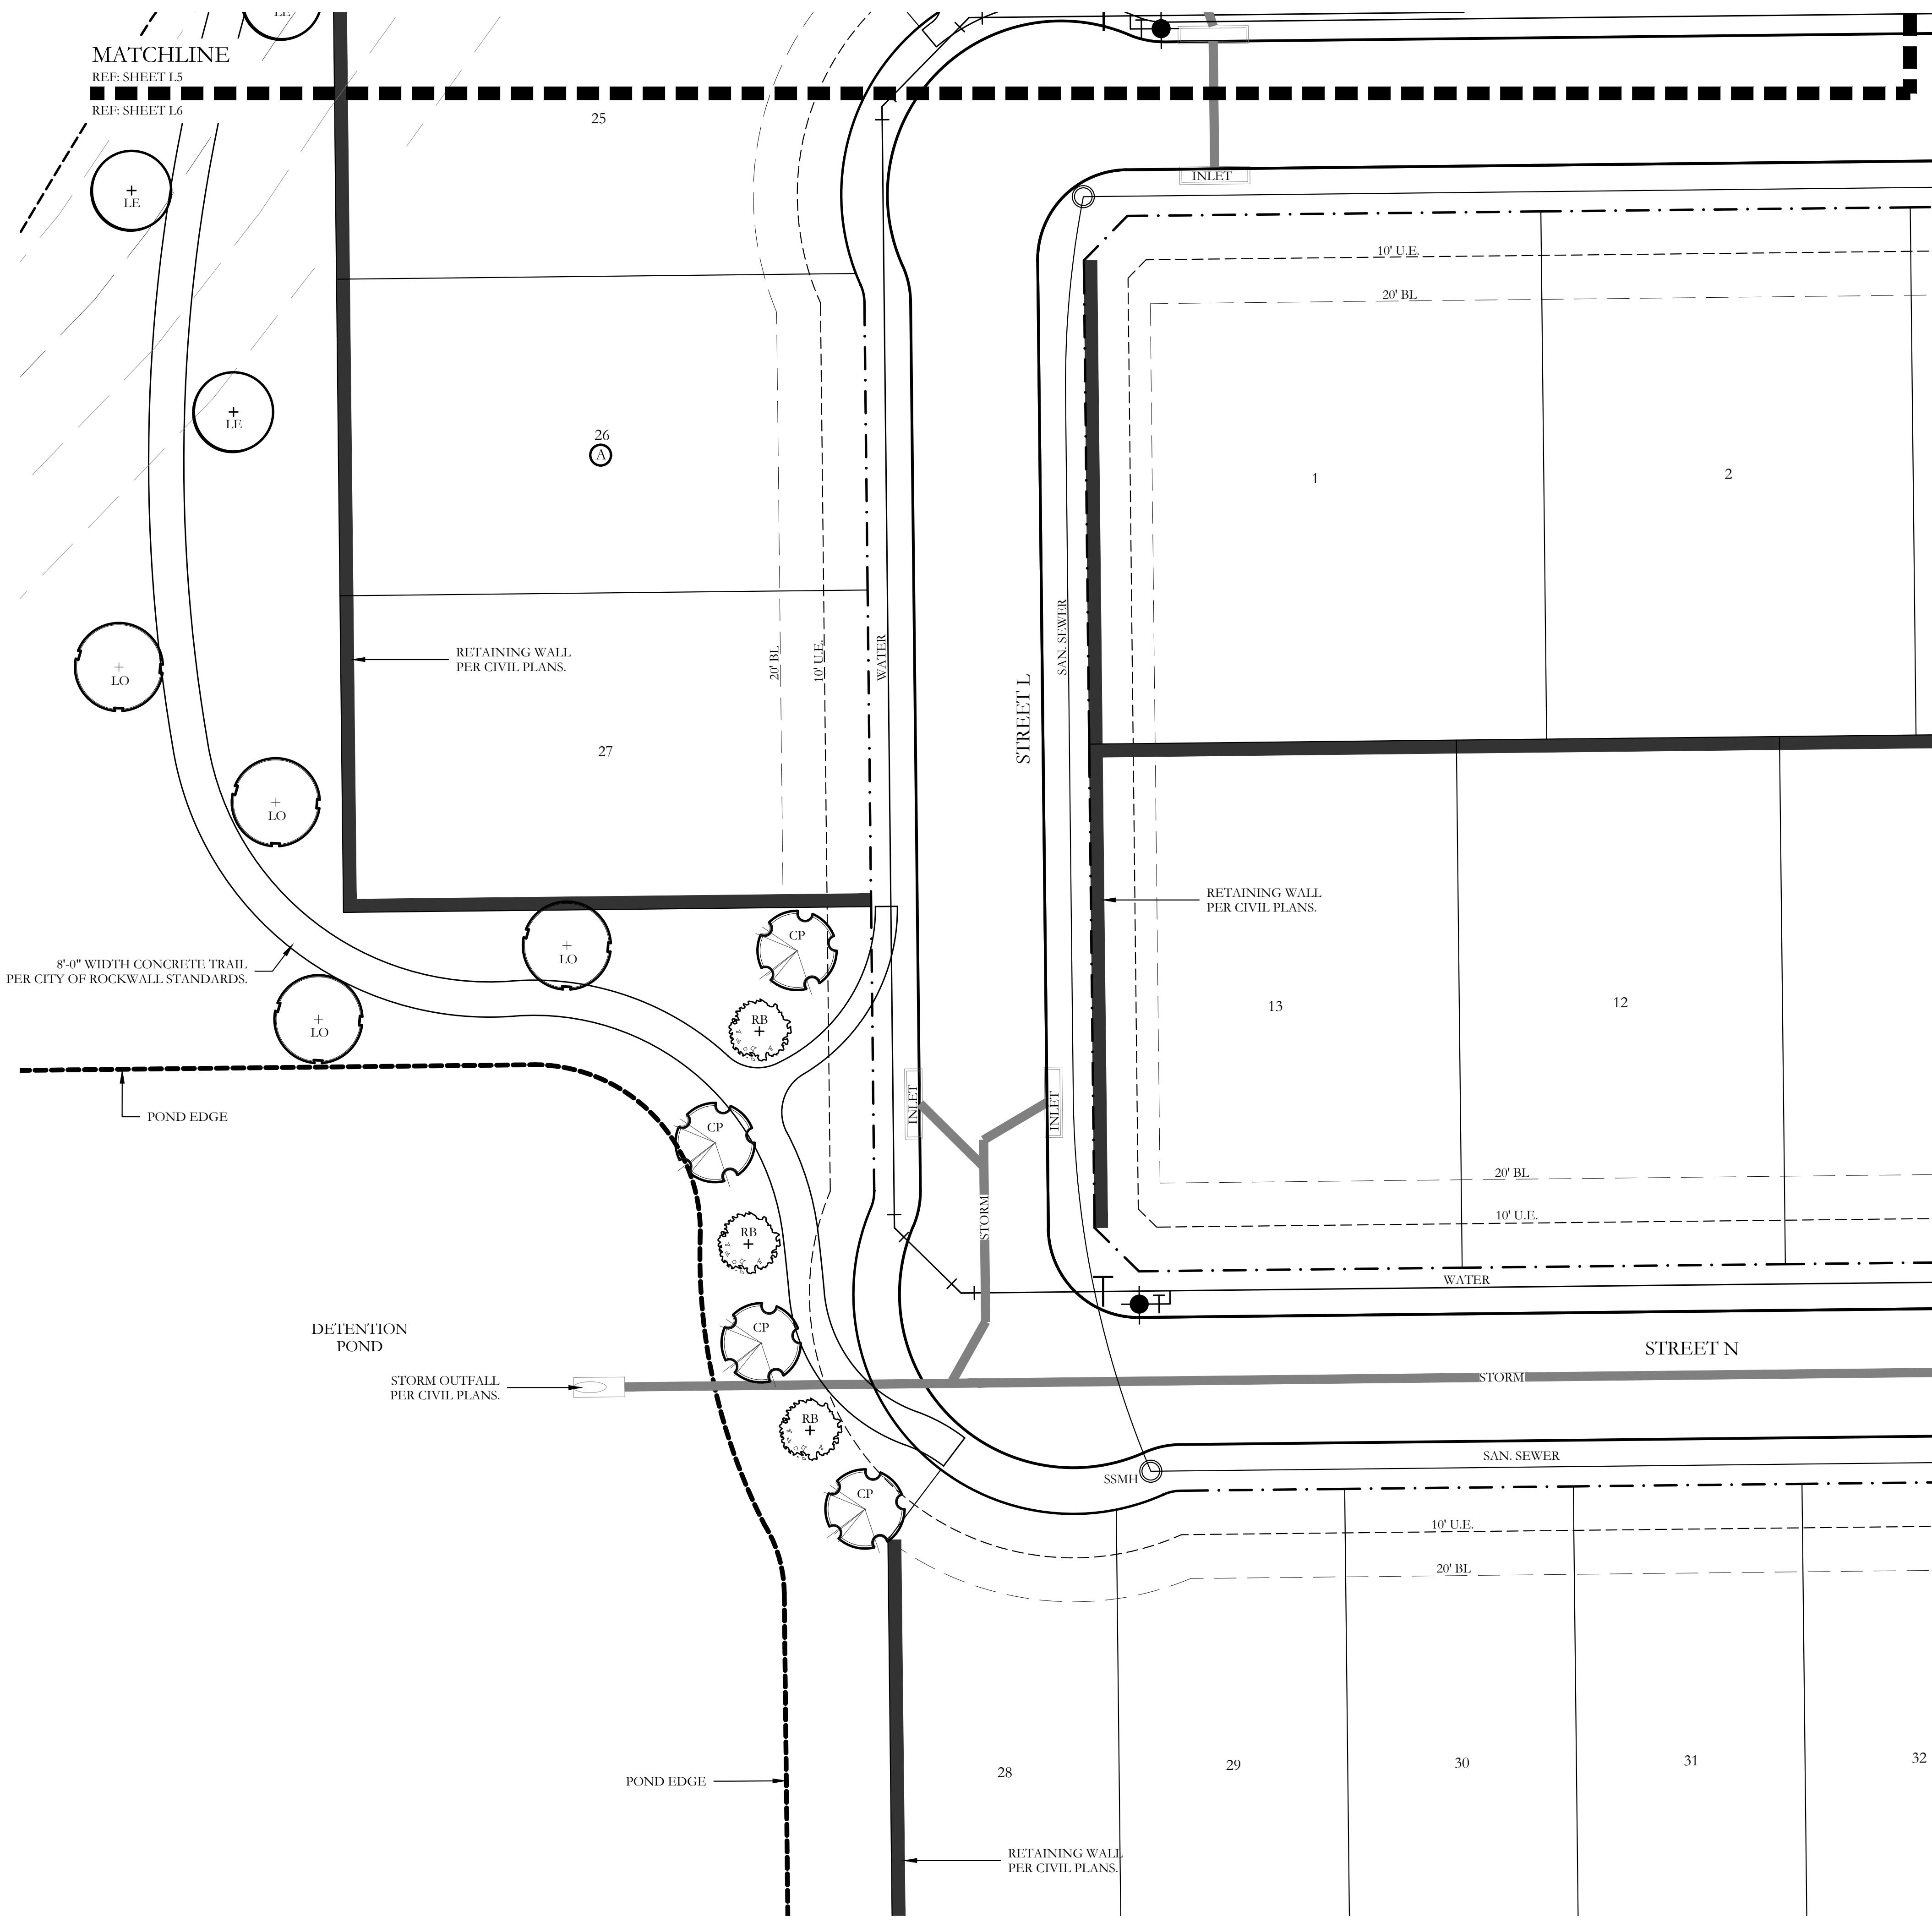 LE
MATCHLINE
REF: SHEET L5
REF: SHEET L6
25
INLET
LE
10' U.E.
20' BL
LE
26
A
1
2
SAN. SEWER
WATER
20' BL
10' U.E.
RETAINING WALL
PER CIVIL PLANS.
LO
STREET L
27
LO
RETAINING WALL
PER CIVIL PLANS.
CP
LO
8'-0" WIDTH CONCRETE TRAIL
PER CITY OF ROCKWALL STANDARDS.
13
12
RB
LO
INLET
INLET
POND EDGE
CP
20' BL
STORM
10' U.E.
RB
WATER
DETENTION
POND
CP
STREET N
STORM OUTFALL
PER CIVIL PLANS.
STORM
RB
SAN. SEWER
SSMH
CP
10' U.E.
20' BL
28
29
30
31
32
POND EDGE
RETAINING WALL
PER CIVIL PLANS.